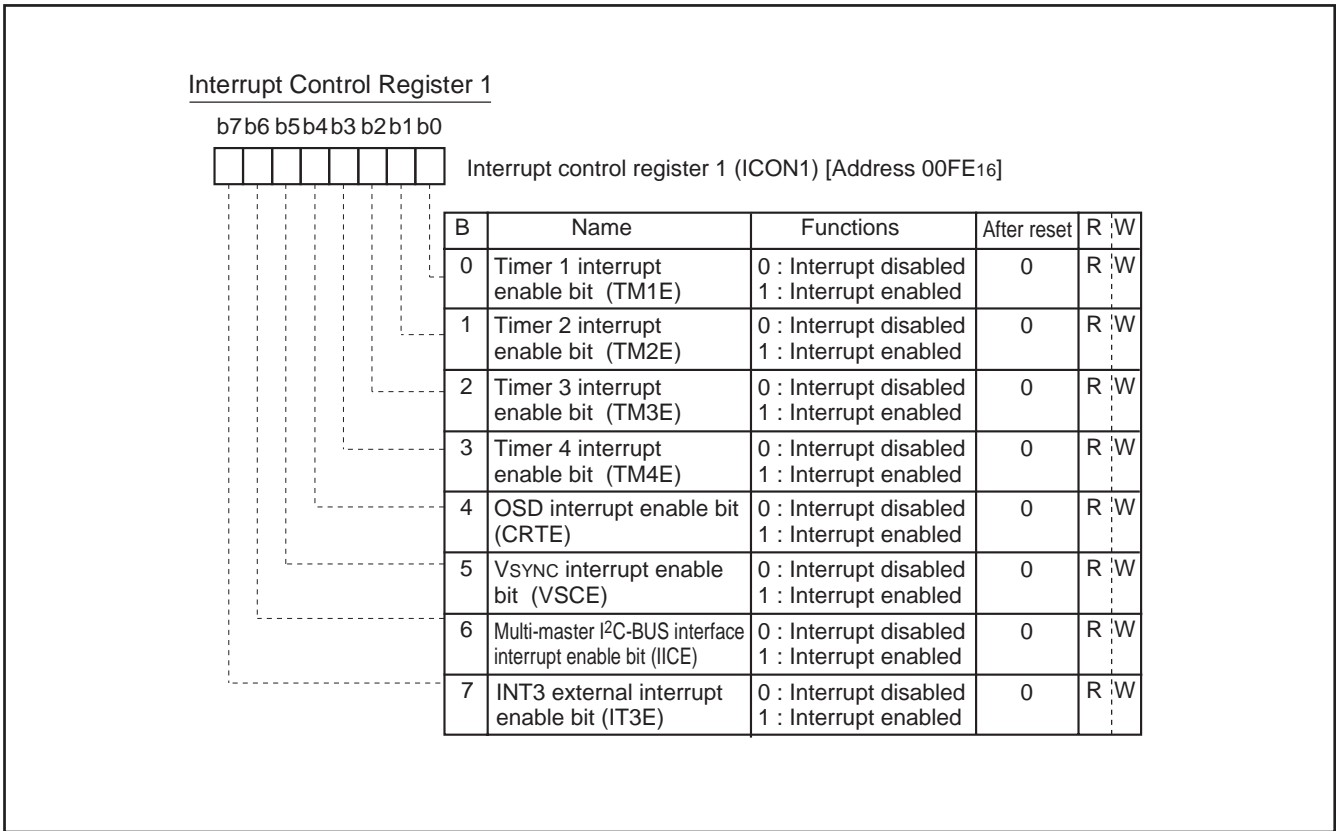 Interrupt Control Register 1
b7 b6 b5 b4 b3 b2 b1 b0
Interrupt control register 1 (ICON1) [Address 00FE16]
B Name Functions After reset R W
0 Timer 1 interrupt 0 : Interrupt disabled 0 R W
enable bit (TM1E) 1 : Interrupt enabled
1 Timer 2 interrupt 0 : Interrupt disabled 0 R W
enable bit (TM2E) 1 : Interrupt enabled
2 Timer 3 interrupt 0 : Interrupt disabled 0 R W
enable bit (TM3E) 1 : Interrupt enabled
3 Timer 4 interrupt 0 : Interrupt disabled 0 R W
enable bit (TM4E) 1 : Interrupt enabled
4 OSD interrupt enable bit 0 : Interrupt disabled 0 R W
(CRTE) 1 : Interrupt enabled
5 VSYNC interrupt enable 0 : Interrupt disabled 0 R W
bit (VSCE) 1 : Interrupt enabled
6 Multi-master I2C-BUS interface 0 : Interrupt disabled 0 R W
interrupt enable bit (IICE) 1 : Interrupt enabled
7 INT3 external interrupt 0 : Interrupt disabled 0 R W
enable bit (IT3E) 1 : Interrupt enabled